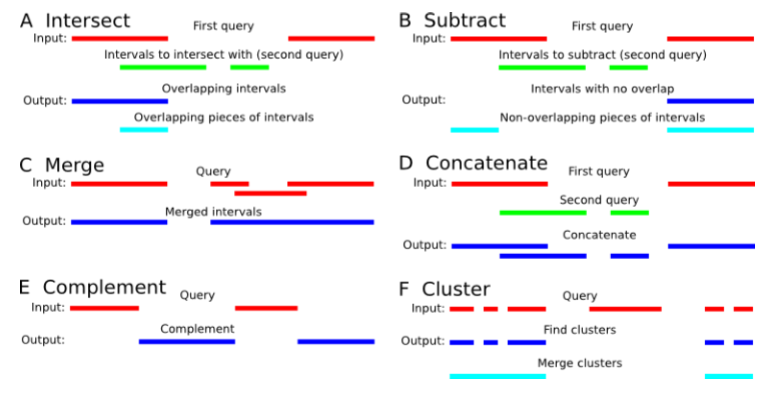 A Intersect
First query
Input:
Intervals to intersect with (second query)
Overlapping intervals
Output:
Overlapping pieces of intervals
B Subtract
First query
Input:
Intervals to subtract (second query)
Intervals with no overlap
Output:
Non-overlapping pieces of intervals
C Merge
Query
Input:
Merged intervals
Output:
D Concatenate
First query
Input:
Second query
Concatenate
Output:
E Complement
Query
Input:
Complement
Output:
F Cluster
Query
Input:
Find clusters
Output:
Merge clusters